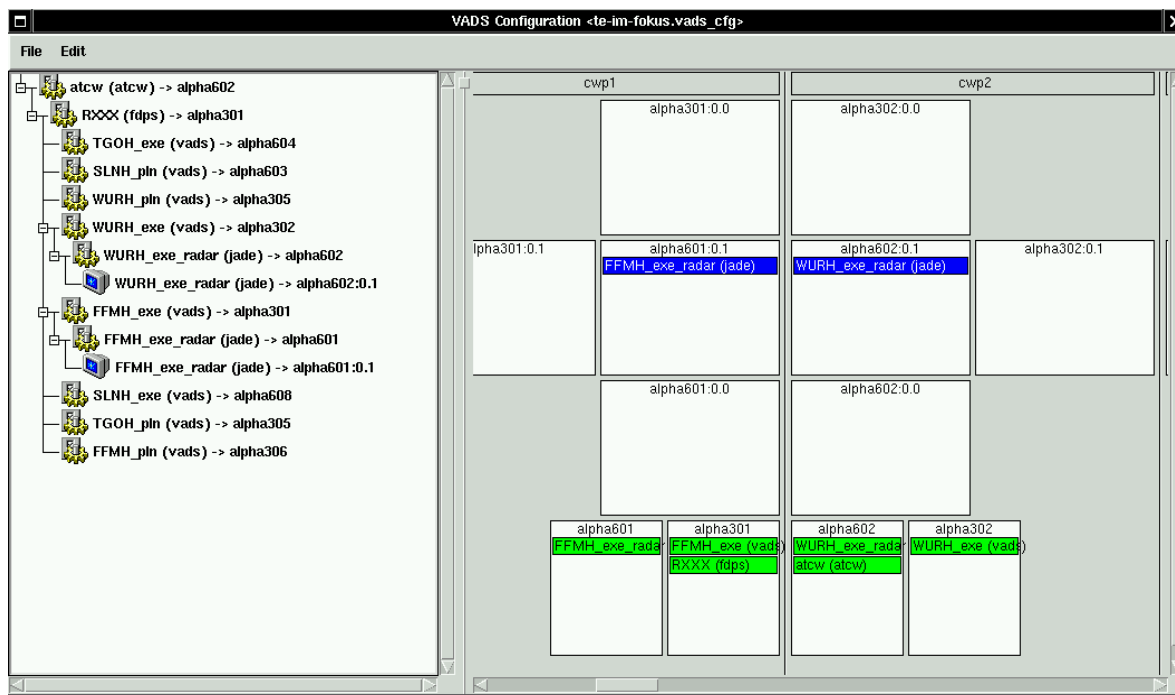 VADS Configuration <te-im-fokus.vads_cfg>
File Edit
atcw (atcw) -> alpha602
RXXX (fdps) -> alpha301
TGOH_exe (vads) -> alpha604
SLNH_pln (vads) -> alpha603
WURH_pln (vads) -> alpha305
WURH_exe (vads) -> alpha302
WURH_exe_radar (jade) -> alpha602
WURH_exe_radar (jade) -> alpha602:0.1
FFMH_exe (vads) -> alpha301
FFMH_exe_radar (jade) -> alpha601
FFMH_exe_radar (jade) -> alpha601:0.1
SLNH_exe (vads) -> alpha608
TGOH_pln (vads) -> alpha305
FFMH_pln (vads) -> alpha306
cwp1 cwp2
alpha301:0.0 alpha302:0.0
lpha301:0.1 alpha601:0.1 alpha602:0.1 alpha302:0.1
FFMH_exe_radar (jade) WURH_exe_radar (jade)
alpha601:0.0 alpha602:0.0
alpha601 alpha301 alpha602 alpha302
FFMH_exe_radar FFMH_exe (vads) WURH_exe_radar WURH_exe (vads)
RXXX (fdps) atcw (atcw)